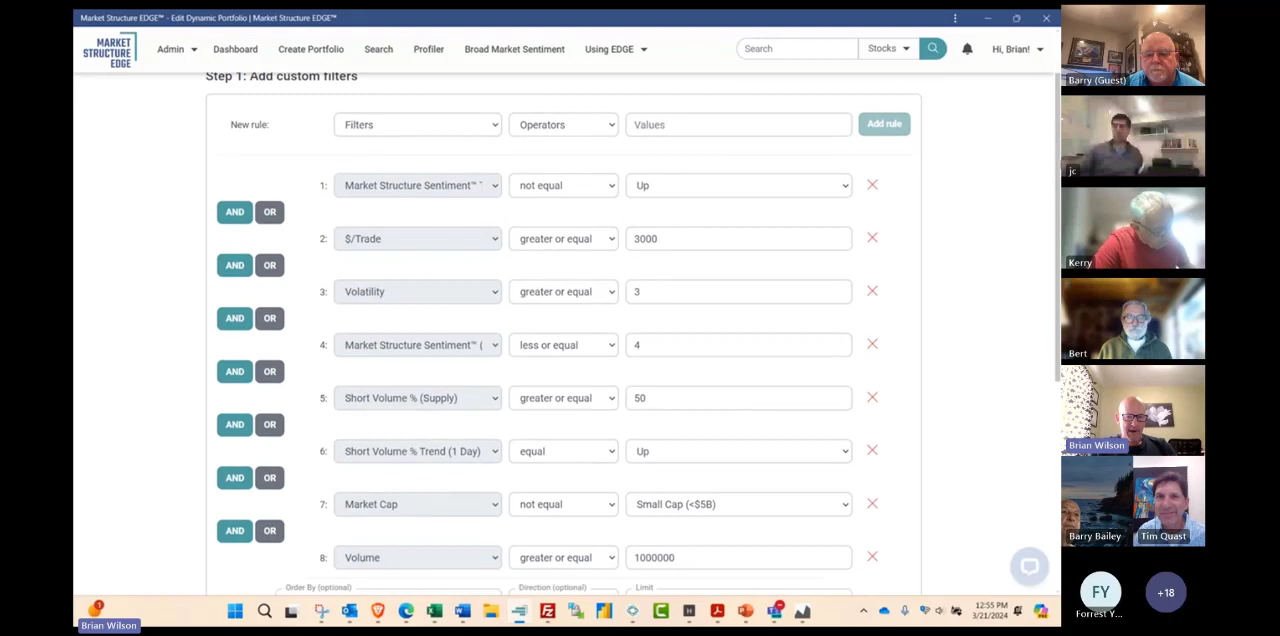 Market Structure EDGE™ - Edit Dynamic Portfolio | Market Structure EDGE™
MARKET
STRUCTURE
EDGE
Admin Dashboard Create Portfolio Search Profiler Broad Market Sentiment Using EDGE Search Stocks Hi, Brian!
Step 1: Add custom filters
New rule: Filters Operators Values Add rule
1: Market Structure Sentiment™ not equal Up
AND OR
2: $/Trade greater or equal 3000
AND OR
3: Volatility greater or equal 3
AND OR
4: Market Structure Sentiment™ ( less or equal 4
AND OR
5: Short Volume % (Supply) greater or equal 50
AND OR
6: Short Volume % Trend (1 Day) equal Up
AND OR
7: Market Cap not equal Small Cap (<$5B)
AND OR
8: Volume greater or equal 1000000
Order By (optional) Direction (optional) Limit
12:55 PM
3/21/2024
Brian Wilson
Barry (Guest)
jc
Kerry
Bert
Brian Wilson
Barry Bailey Tim Quast
FY +18
Forrest Y...